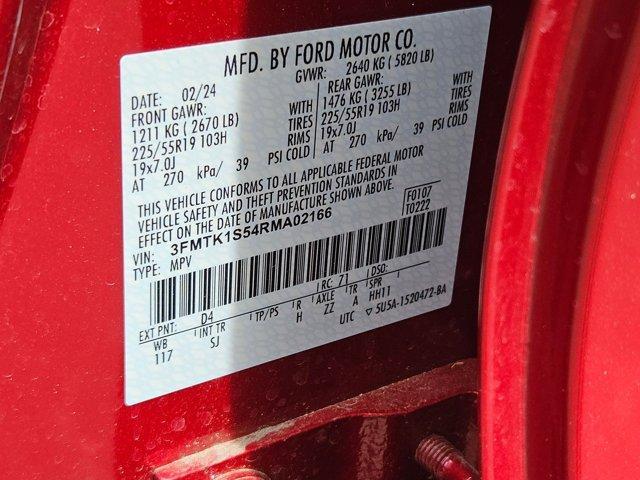 MFD. BY FORD MOTOR CO.
DATE: 02/24
GVWR: 2640 KG ( 5820 LB)
FRONT GAWR: WITH
1211 KG ( 2670 LB) TIRES
225/55R19 103H RIMS
19x7.0J
AT 270 kPa/ 39 PSI COLD
REAR GAWR: WITH
1476 KG ( 3255 LB) TIRES
225/55R19 103H RIMS
19x7.0J
AT 270 kPa/ 39 PSI COLD
THIS VEHICLE CONFORMS TO ALL APPLICABLE FEDERAL MOTOR
VEHICLE SAFETY AND THEFT PREVENTION STANDARDS IN
EFFECT ON THE DATE OF MANUFACTURE SHOWN ABOVE.
F0107
T0222
VIN: 3FMTK1S54RMA02166
TYPE: MPV
EXT PNT: D4 RC: 71 DSO:
WB INT TR TP/PS R AXLE TR SPR
117 SJ H ZZ A HH11
UTC ▽ 5U5A-1520472-BA